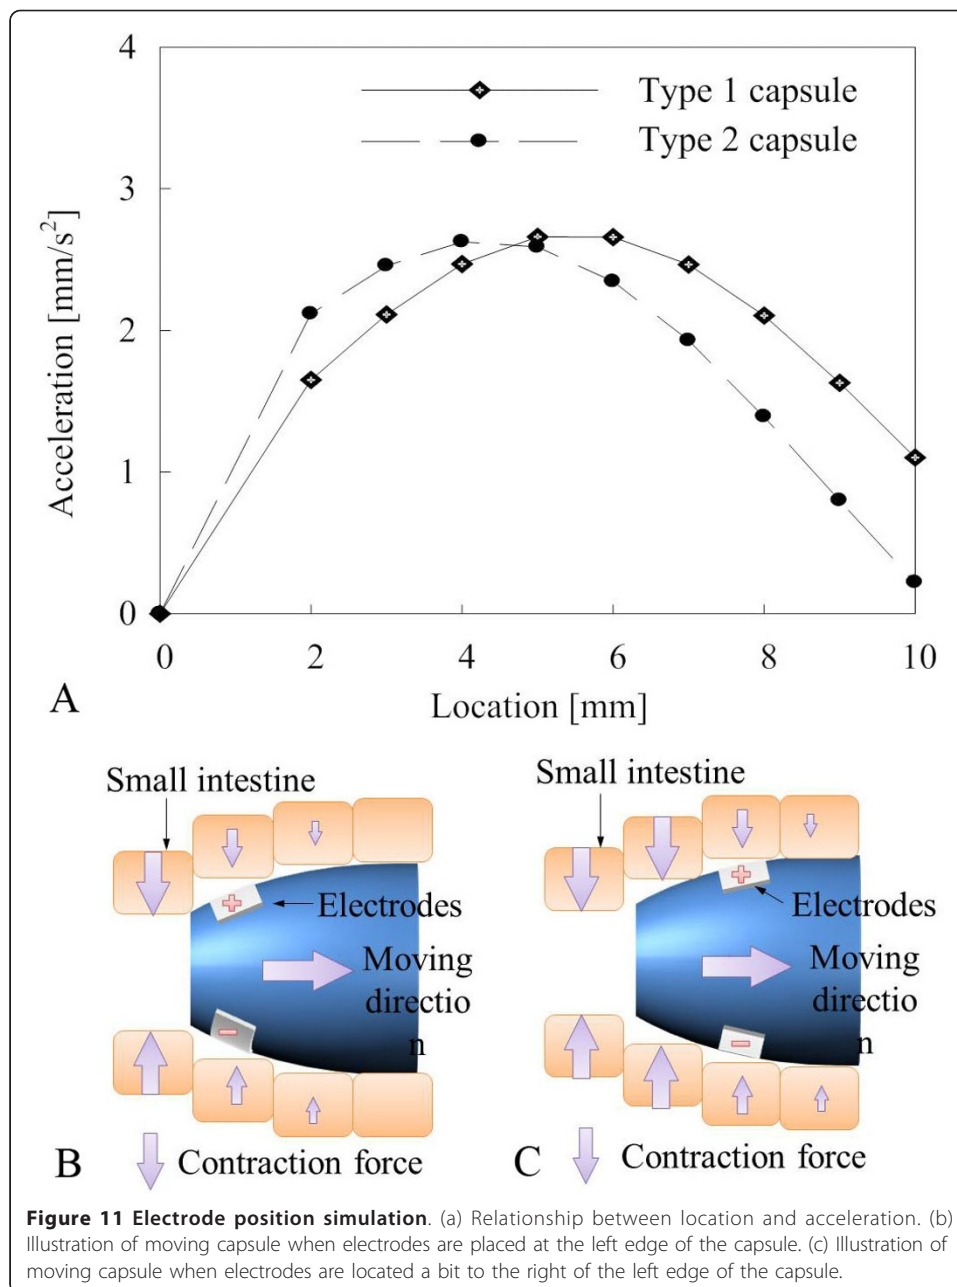 4
Type 1 capsule
Type 2 capsule
3
2
1
0
Acceleration [mm/s²]
0 2 4 6 8 10
A
Location [mm]
Small intestine
+
Electrodes
Moving
directio
n
−
B
Contraction force
Small intestine
+
Electrodes
Moving
directio
n
−
C
Contraction force
Figure 11 Electrode position simulation. (a) Relationship between location and acceleration. (b)
Illustration of moving capsule when electrodes are placed at the left edge of the capsule. (c) Illustration of
moving capsule when electrodes are located a bit to the right of the left edge of the capsule.